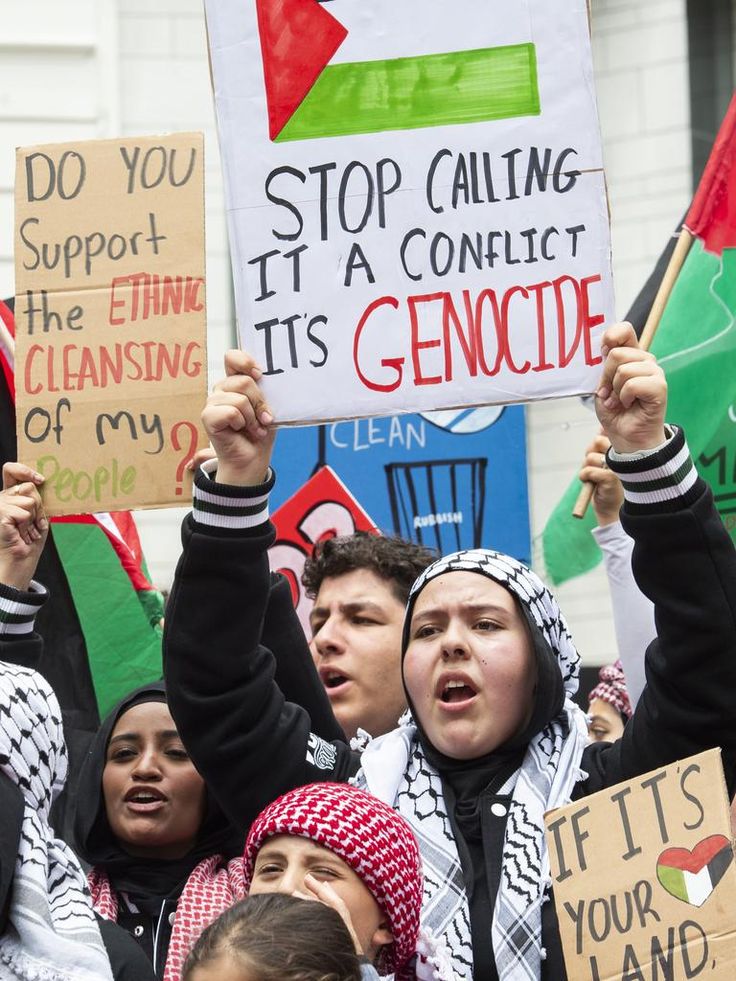 DO YOU
Support
the ETHNIC
CLEANSING
of my
People ?
STOP CALLING
IT A CONFLICT
IT'S GENOCIDE
CLEAN
RUBBISH
IF IT'S
YOUR
LAND,